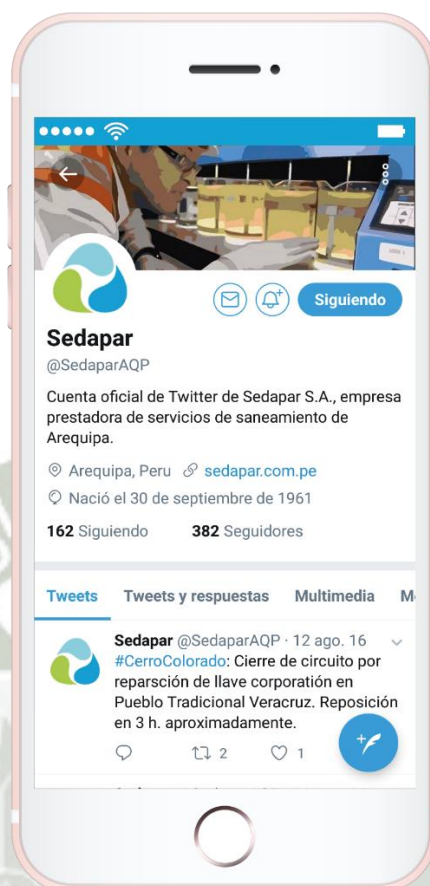 Siguiendo
Sedapar
@SedaparAQP
Cuenta oficial de Twitter de Sedapar S.A., empresa
prestadora de servicios de saneamiento de
Arequipa.
Arequipa, Peru sedapar.com.pe
Nació el 30 de septiembre de 1961
162 Siguiendo 382 Seguidores
Tweets Tweets y respuestas Multimedia M
Sedapar @SedaparAQP · 12 ago. 16
#CerroColorado: Cierre de circuito por
reparsción de llave corporatión en
Pueblo Tradicional Veracruz. Reposición
en 3 h. aproximadamente.
2 1